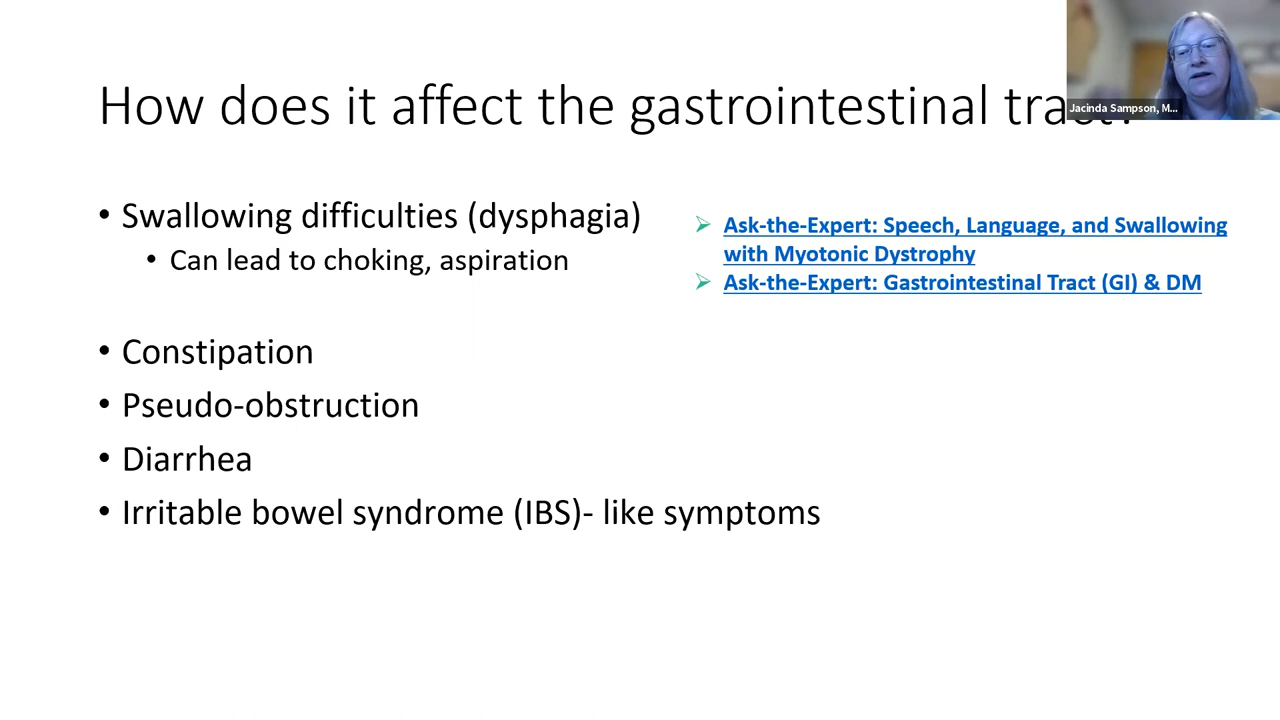 How does it affect the gastrointestinal tract?
Jacinda Sampson, M...
• Swallowing difficulties (dysphagia)
• Can lead to choking, aspiration
➢ Ask-the-Expert: Speech, Language, and Swallowing
with Myotonic Dystrophy
➢ Ask-the-Expert: Gastrointestinal Tract (GI) & DM
• Constipation
• Pseudo-obstruction
• Diarrhea
• Irritable bowel syndrome (IBS)- like symptoms